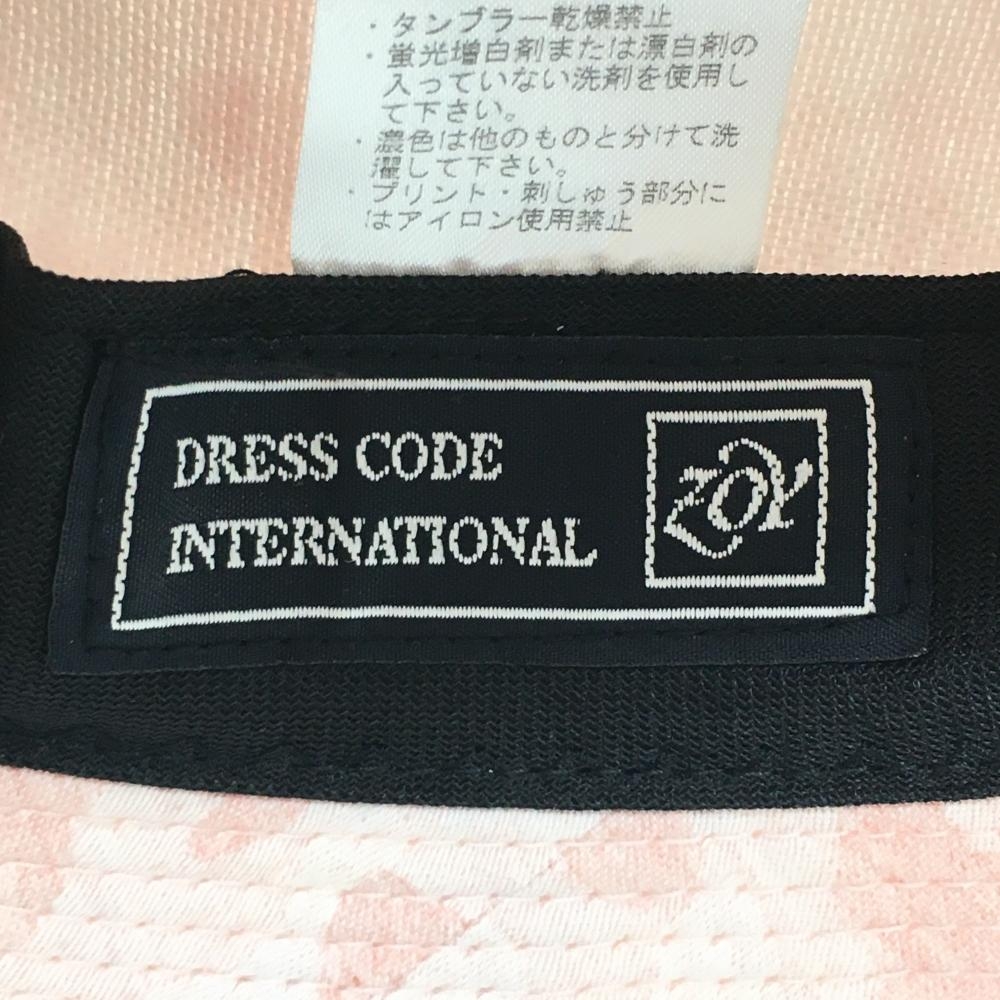 ・タンブラー乾燥禁止
・蛍光増白剤または漂白剤の
入っていない洗剤を使用し
て下さい。
・濃色は他のものと分けて洗
濯して下さい。
・プリント・刺しゅう部分に
はアイロン使用禁止
DRESS CODE
INTERNATIONAL
ZOY